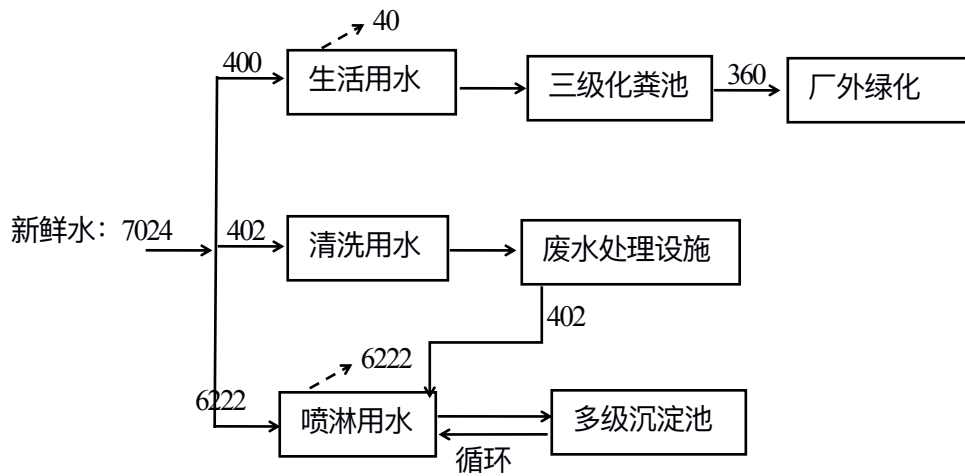 40
400
生活用水
三级化粪池
360
厂外绿化
新鲜水：7024
402
清洗用水
废水处理设施
402
6222
6222
喷淋用水
多级沉淀池
循环